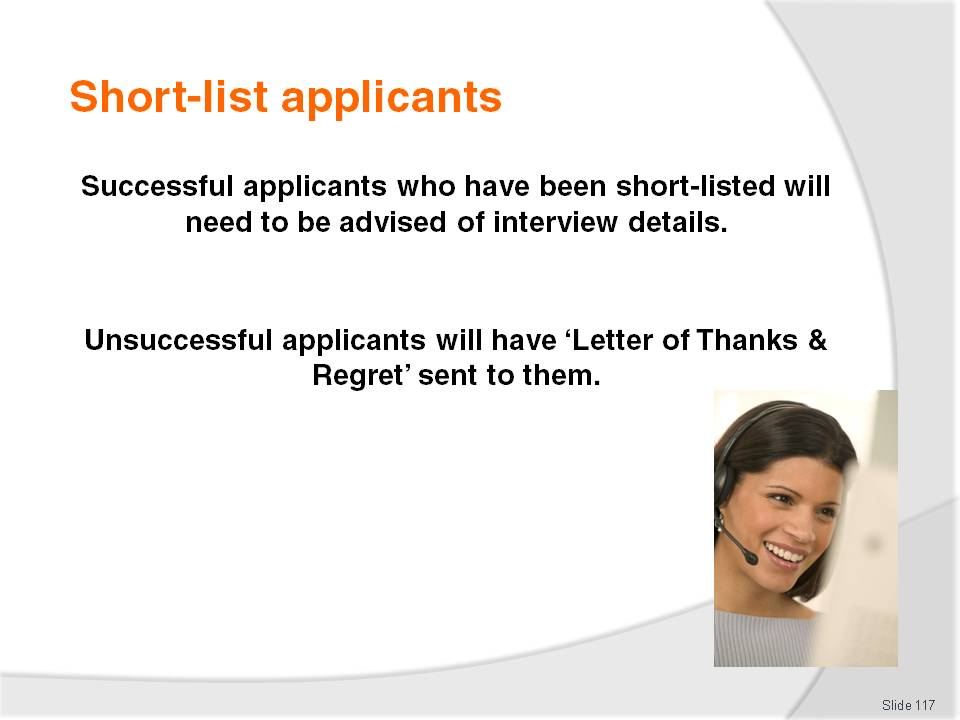 Short-list applicants
Successful applicants who have been short-listed will
need to be advised of interview details.
Unsuccessful applicants will have ‘Letter of Thanks &
Regret’ sent to them.
Slide 117